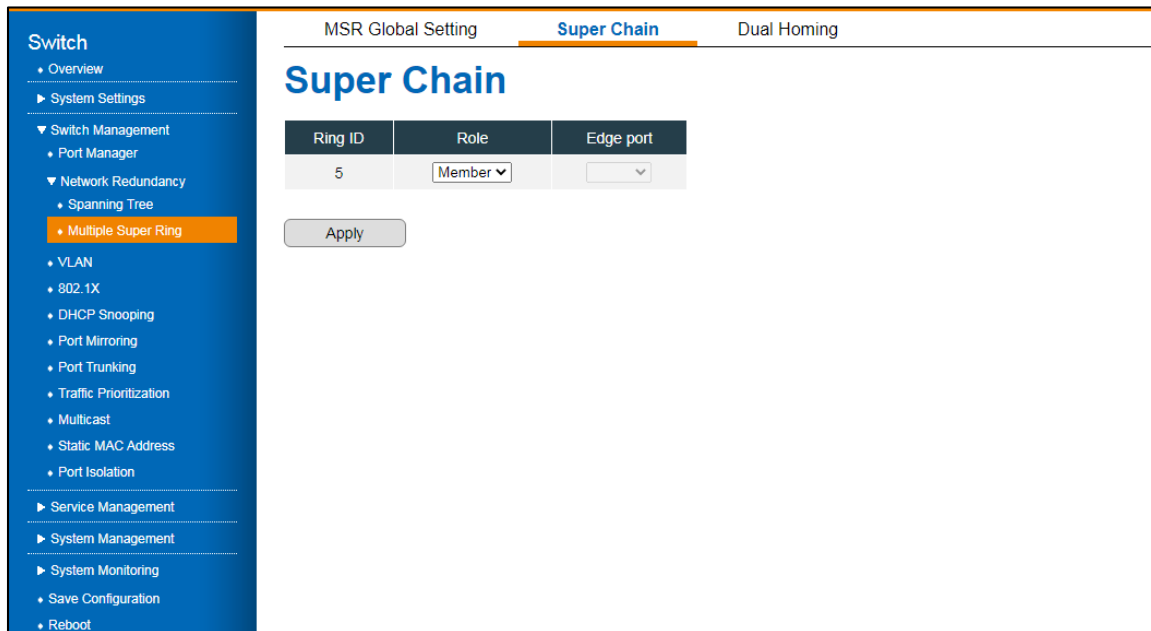 Switch
Overview
System Settings
Switch Management
Port Manager
Network Redundancy
Spanning Tree
Multiple Super Ring
VLAN
802.1X
DHCP Snooping
Port Mirroring
Port Trunking
Traffic Prioritization
Multicast
Static MAC Address
Port Isolation
Service Management
System Management
System Monitoring
Save Configuration
Reboot
MSR Global Setting Super Chain Dual Homing
Super Chain
Ring ID Role Edge port
5 Member
Apply